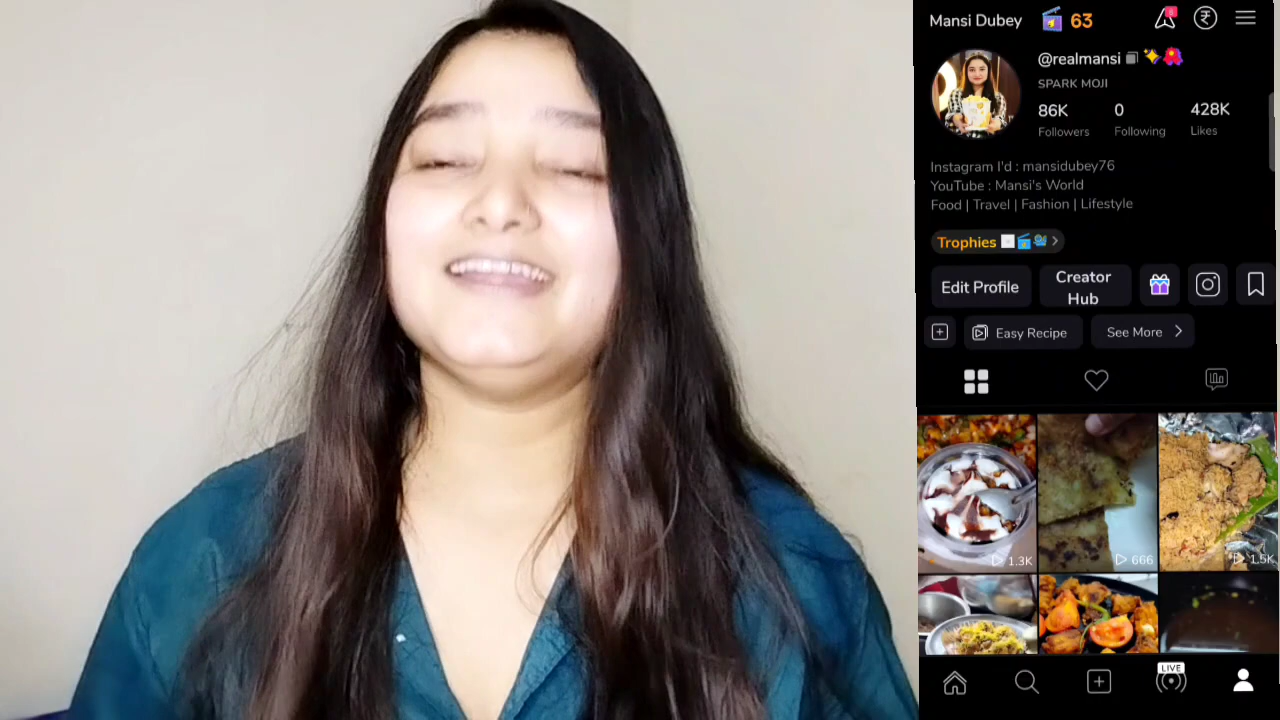 Mansi Dubey 63
@realmansi
SPARK MOJI
86K 0 428K
Followers Following Likes
Instagram I'd : mansidubey76
YouTube : Mansi's World
Food | Travel | Fashion | Lifestyle
Trophies
Edit Profile
Creator
Hub
Easy Recipe
See More
1.3K 666 1.5K
LIVE